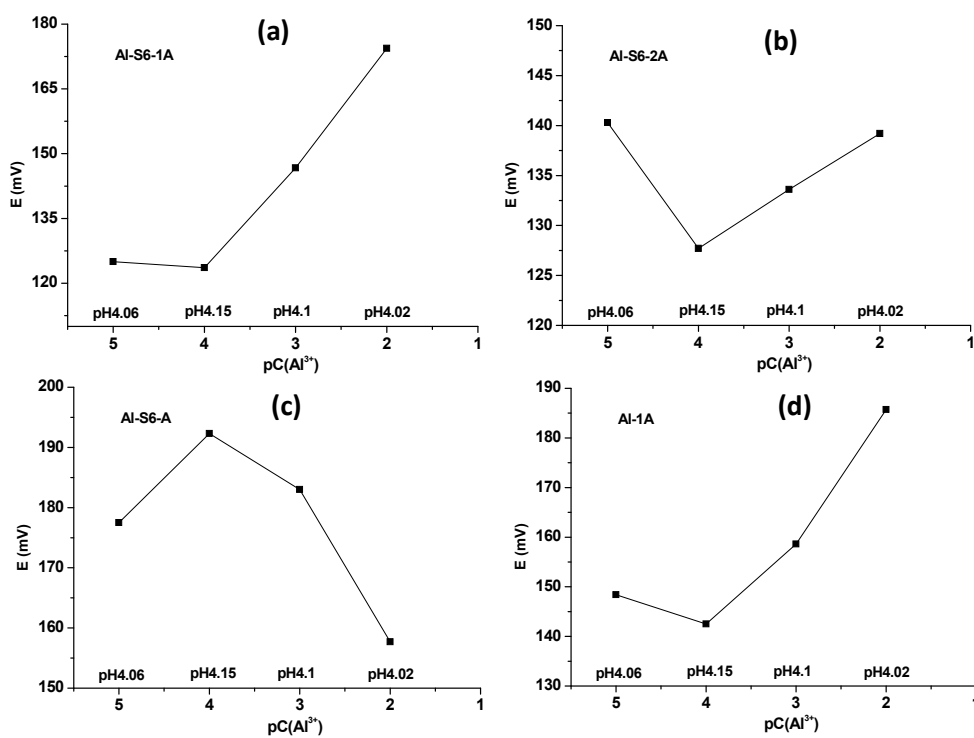 (a)
Al-S6-1A
180
165
150
135
120
E (mV)
pH4.06 pH4.15 pH4.1 pH4.02
5 4 3 2 1
pC(Al³⁺)
(b)
Al-S6-2A
150
145
140
135
130
125
120
E (mV)
pH4.06 pH4.15 pH4.1 pH4.02
5 4 3 2 1
pC(Al³⁺)
(c)
Al-S6-A
200
190
180
170
160
150
E (mV)
pH4.06 pH4.15 pH4.1 pH4.02
5 4 3 2 1
pC(Al³⁺)
(d)
Al-1A
190
180
170
160
150
140
130
E (mV)
pH4.06 pH4.15 pH4.1 pH4.02
5 4 3 2 1
pC(Al³⁺)